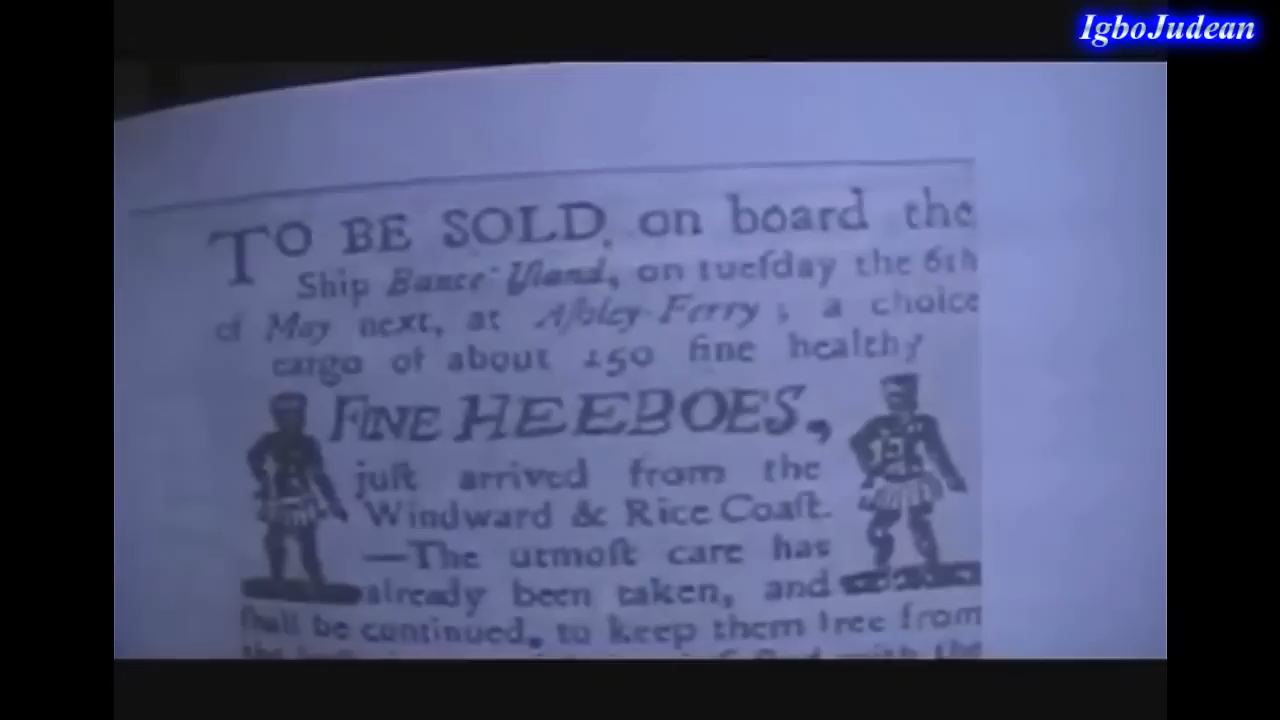 IgboJudean
TO BE SOLD, on board the
Ship Bance Yland, on tueſday the 6th
of May next, at Aſhley-Ferry; a choice
cargo of about 250 fine healthy
FINE HEEBOES,
juſt arrived from the
Windward & Rice Coaſt.
—The utmoſt care has
already been taken, and
ſhall be continued, to keep them free from
with the